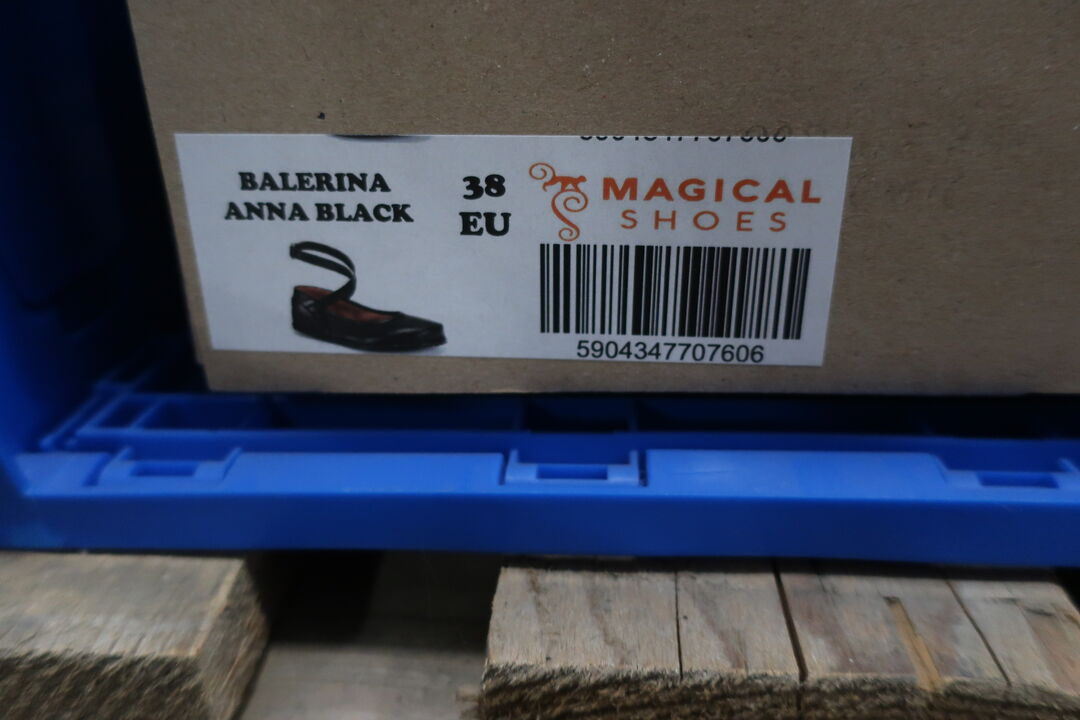 BALERINA
ANNA BLACK
38
EU
MAGICAL
SHOES
5904347707606